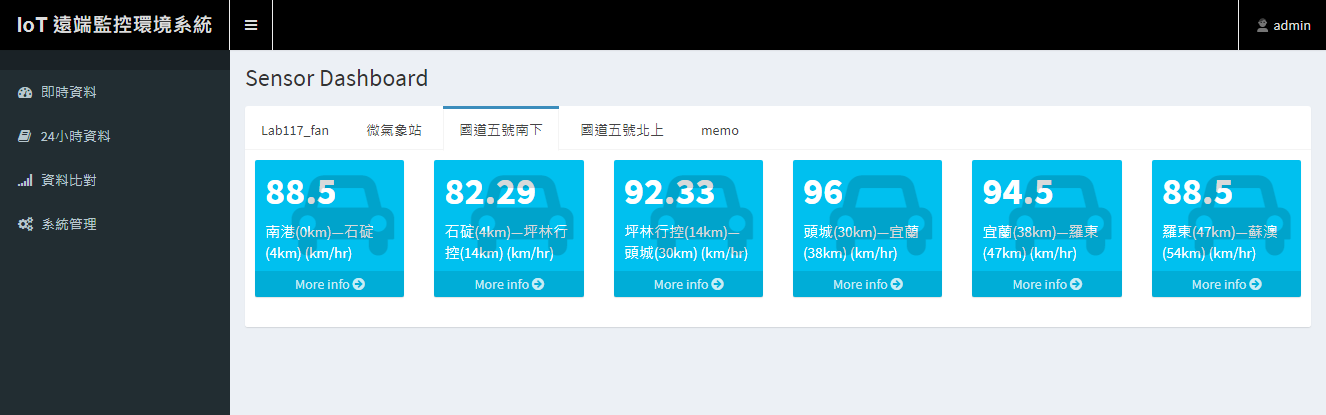 IoT 遠端監控環境系統
admin
即時資料
24小時資料
資料比對
系統管理
Sensor Dashboard
Lab117_fan 微氣象站 國道五號南下 國道五號北上 memo
88.5
南港(0km)—石碇
(4km) (km/hr)
More info
82.29
石碇(4km)—坪林行
控(14km) (km/hr)
More info
92.33
坪林行控(14km)—
頭城(30km) (km/hr)
More info
96
頭城(30km)—宜蘭
(38km) (km/hr)
More info
94.5
宜蘭(38km)—羅東
(47km) (km/hr)
More info
88.5
羅東(47km)—蘇澳
(54km) (km/hr)
More info